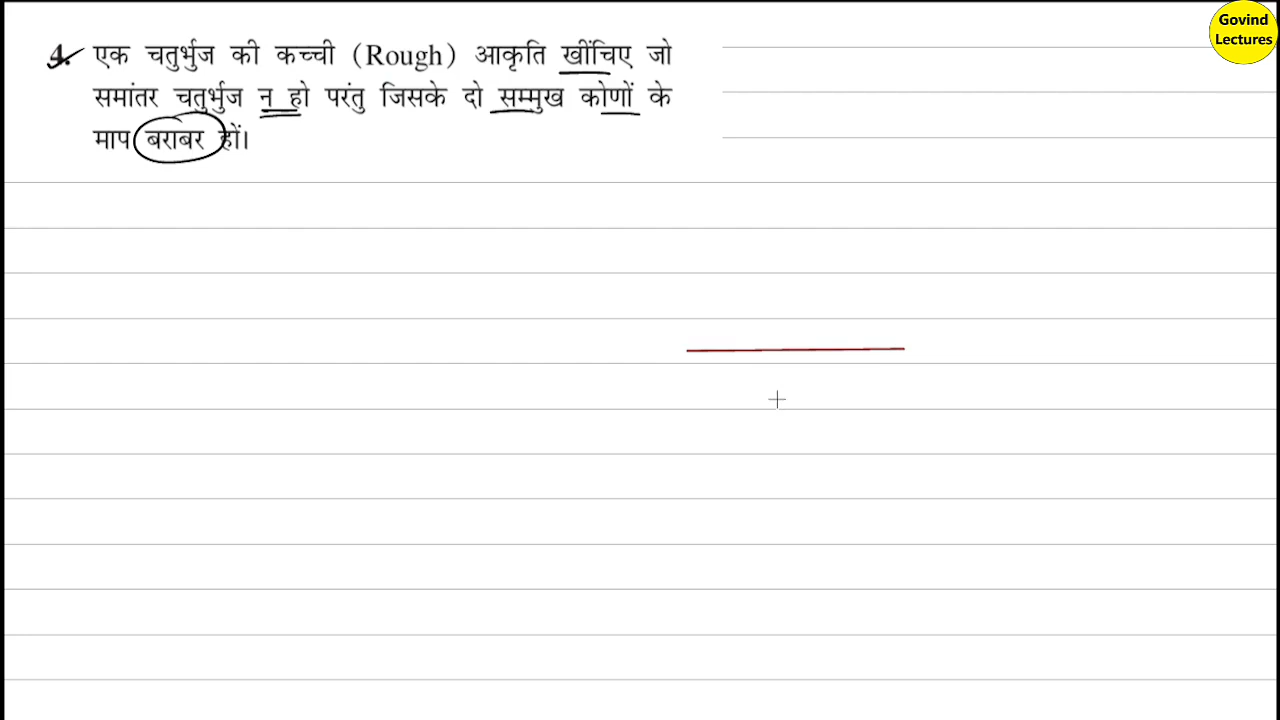 4. एक चतुर्भुज की कच्ची (Rough) आकृति खींचिए जो
समांतर चतुर्भुज न हो परंतु जिसके दो सम्मुख कोणों के
माप बराबर हों।
Govind
Lectures